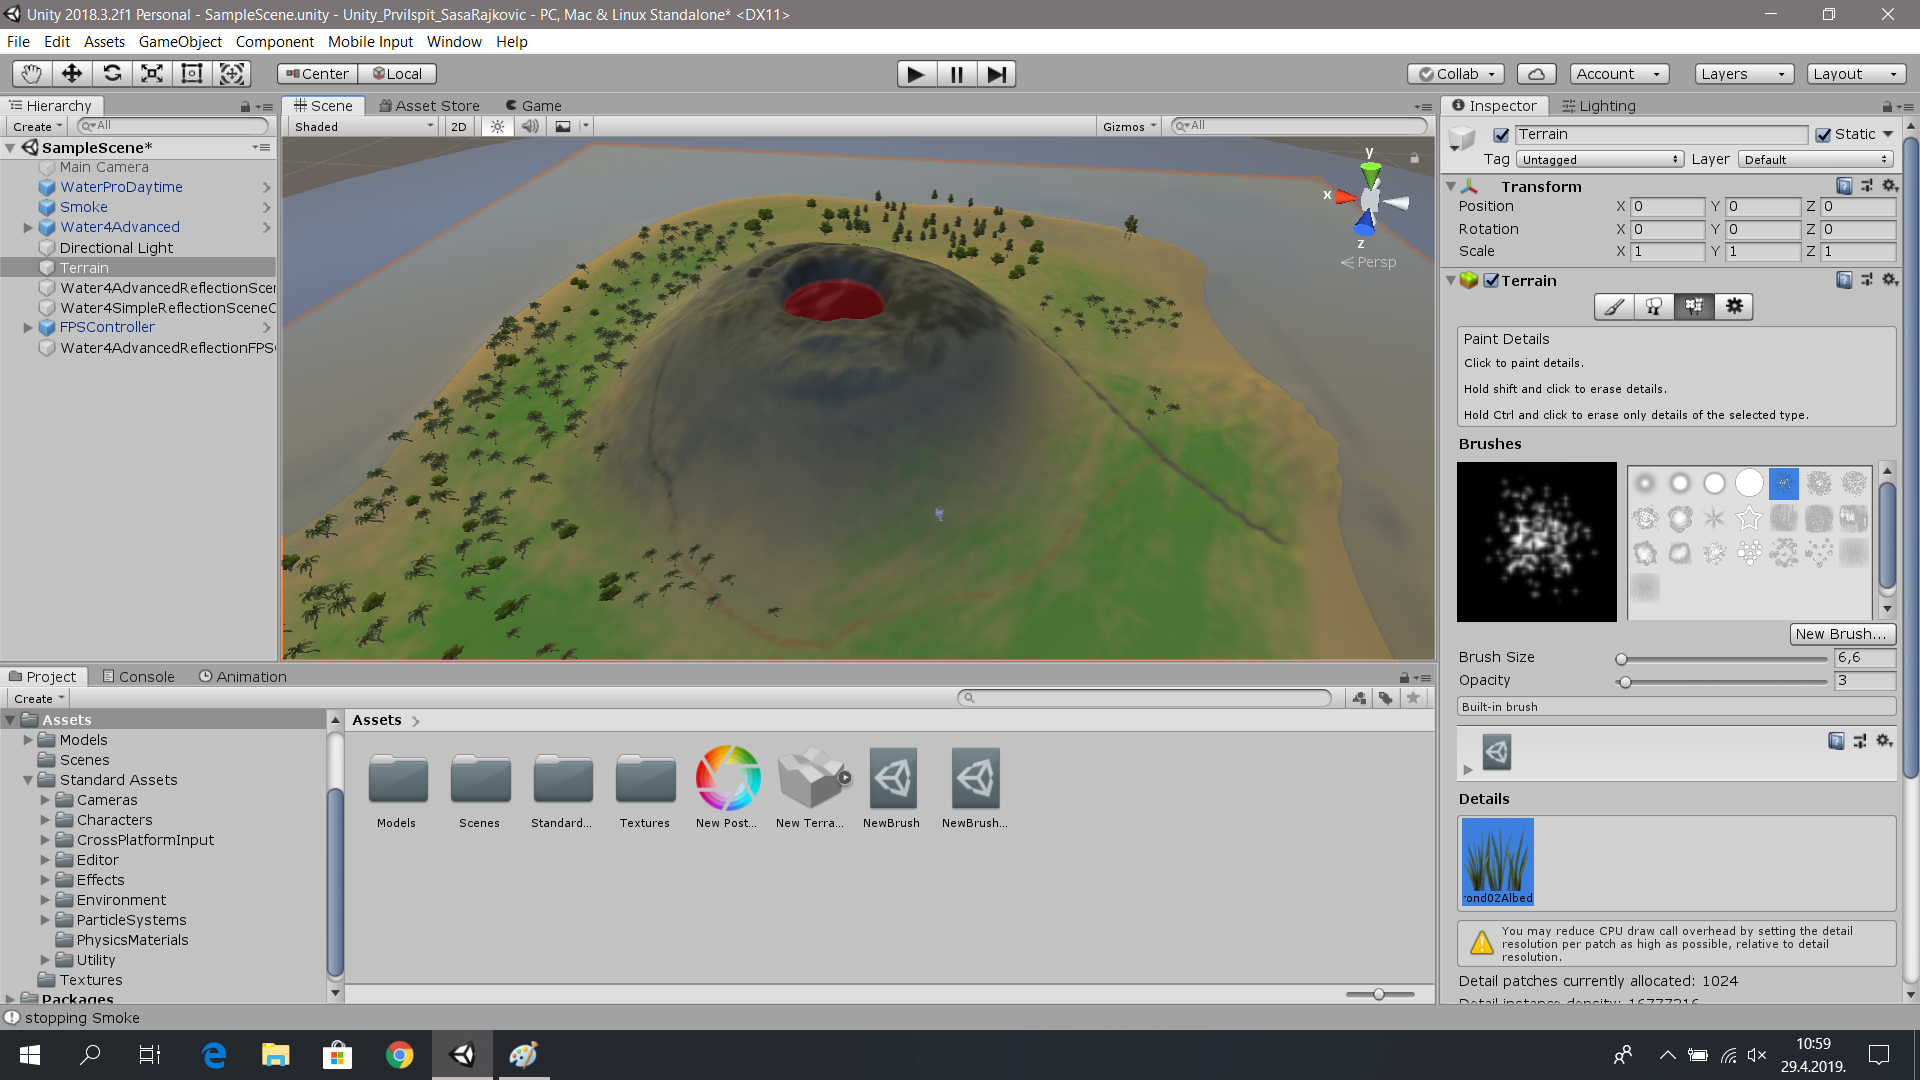 Unity 2018.3.2f1 Personal - SampleScene.unity - Unity_PrviIspit_SasaRajkovic - PC, Mac & Linux Standalone* <DX11>
File Edit Assets GameObject Component Mobile Input Window Help
Center Local Collab Account Layers Layout
Hierarchy
Create All
SampleScene*
Main Camera
WaterProDaytime
Smoke
Water4Advanced
Directional Light
Terrain
Water4AdvancedReflectionScen
Water4SimpleReflectionSceneC
FPSController
Water4AdvancedReflectionFPS
Scene Asset Store Game
Shaded 2D Gizmos All
y
x
z
Persp
Inspector Lighting
Terrain Static
Tag Untagged Layer Default
Transform
Position X 0 Y 0 Z 0
Rotation X 0 Y 0 Z 0
Scale X 1 Y 1 Z 1
Terrain
Paint Details
Click to paint details.
Hold shift and click to erase details.
Hold Ctrl and click to erase only details of the selected type.
Brushes
New Brush...
Brush Size 6,6
Opacity 3
Built-in brush
Details
rond02Albed
You may reduce CPU draw call overhead by setting the detail
resolution per patch as high as possible, relative to detail
resolution.
Detail patches currently allocated: 1024
Detail instance density: 16777216
Project Console Animation
Create
Assets
Models
Scenes
Standard Assets
Cameras
Characters
CrossPlatformInput
Editor
Effects
Environment
ParticleSystems
PhysicsMaterials
Utility
Textures
Packages
Assets
Models Scenes Standard... Textures New Post... New Terra... NewBrush NewBrush...
stopping Smoke
10:59
29.4.2019.